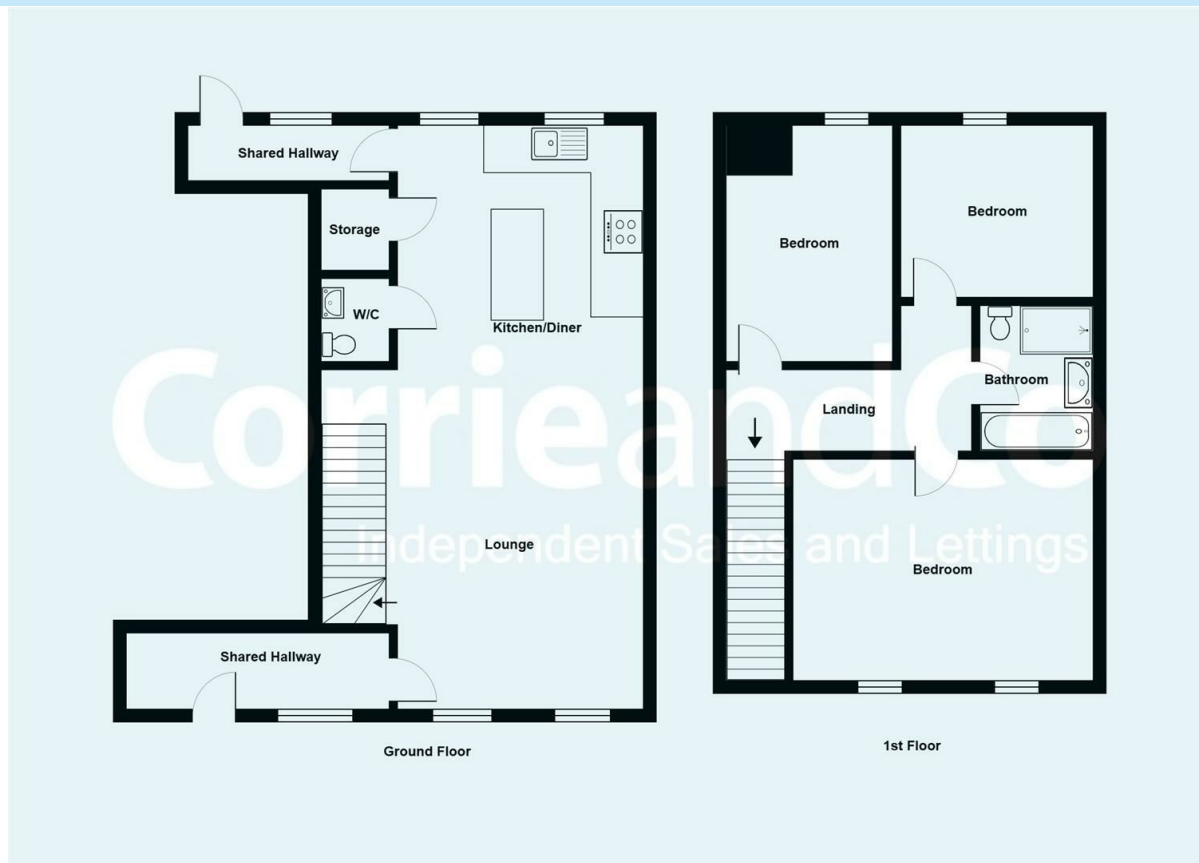 Shared Hallway
Storage
W/C
Kitchen/Diner
Lounge
Shared Hallway
Ground Floor
Bedroom
Bedroom
Bathroom
Landing
Bedroom
1st Floor
CorrieandCo
Independent Sales and Lettings